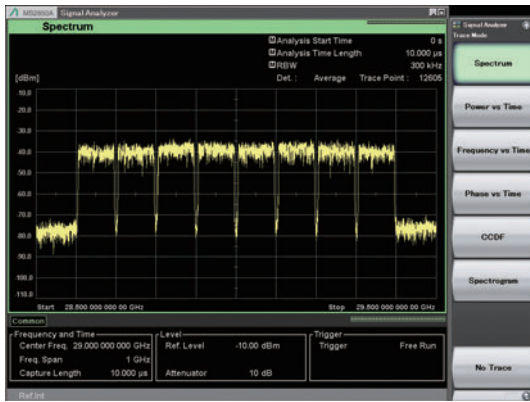 MS2850A Signal Analyzer
Spectrum
Analysis Start Time 0 s
Analysis Time Length 10.000 µs
RBW 300 kHz
Det. : Average Trace Point : 12605
[dBm]
-10.0
-20.0
-30.0
-40.0
-50.0
-60.0
-70.0
-80.0
-90.0
-100.0
-110.0
Start 28.500 000 000 00 GHz Stop 29.500 000 000 00 GHz
Common
Frequency and Time
Center Freq. 29.000 000 000 GHz
Freq. Span 1 GHz
Capture Length 10.000 µs
Level
Ref. Level -10.00 dBm
Attenuator 10 dB
Trigger
Trigger Free Run
Ref.Int
Signal Analyzer
Trace Mode
Spectrum
Power vs Time
Frequency vs Time
Phase vs Time
CCDF
Spectrogram
No Trace